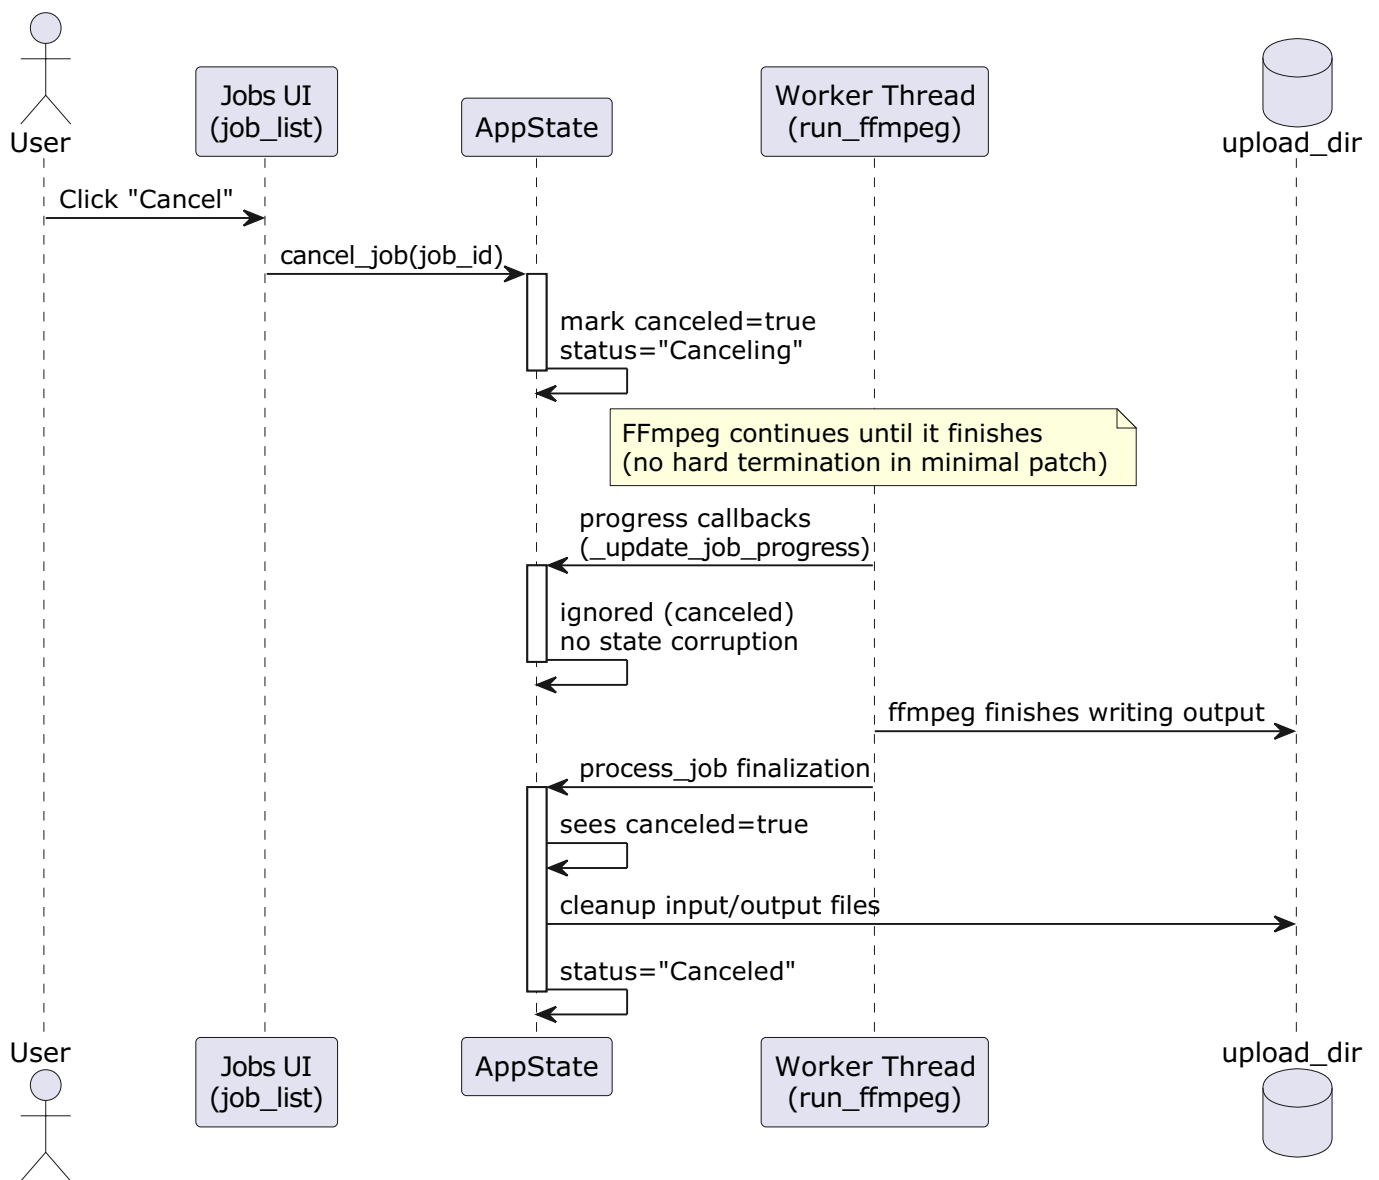 User
Jobs UI
(job_list)
AppState
Worker Thread
(run_ffmpeg)
upload_dir
Click "Cancel"
cancel_job(job_id)
mark canceled=true
status="Canceling"
FFmpeg continues until it finishes
(no hard termination in minimal patch)
progress callbacks
(_update_job_progress)
ignored (canceled)
no state corruption
ffmpeg finishes writing output
process_job finalization
sees canceled=true
cleanup input/output files
status="Canceled"
User
Jobs UI
(job_list)
AppState
Worker Thread
(run_ffmpeg)
upload_dir